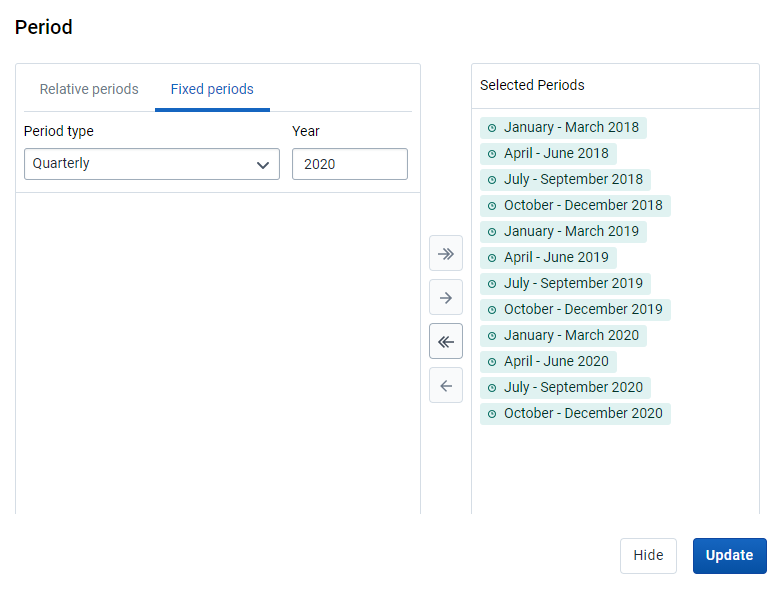 Period
Relative periods
Fixed periods
Period type
Year
Quarterly
2020
Selected Periods
January - March 2018
April - June 2018
July - September 2018
October - December 2018
January - March 2019
April - June 2019
July - September 2019
October - December 2019
January - March 2020
April - June 2020
July - September 2020
October - December 2020
Hide
Update